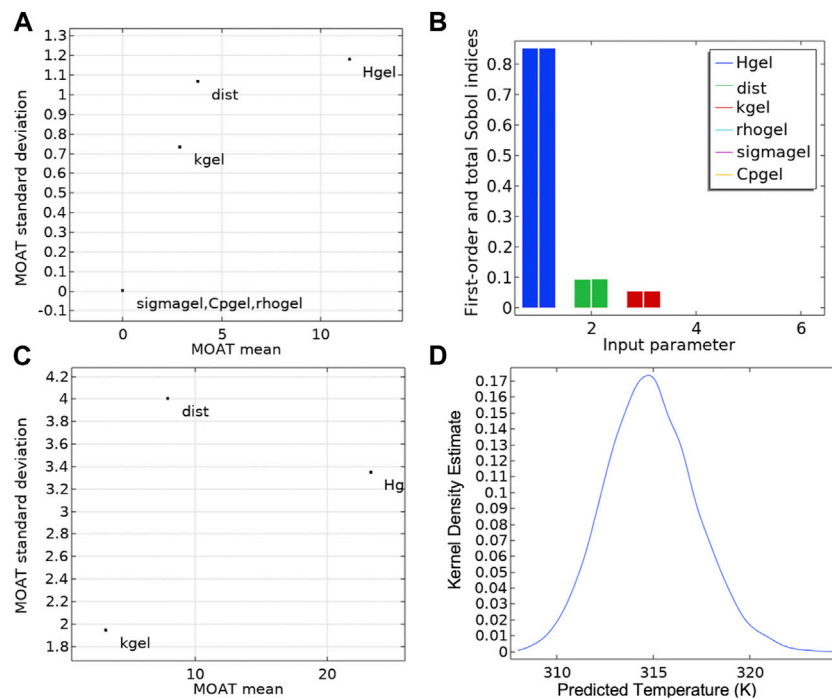 A
MOAT standard deviation
1.3
1.2
1.1
1
0.9
0.8
0.7
0.6
0.5
0.4
0.3
0.2
0.1
0
-0.1
Hgel
dist
kgel
sigmagel,Cpgel,rhogel
0 5 10
MOAT mean
B
First-order and total Sobol indices
0.8
0.7
0.6
0.5
0.4
0.3
0.2
0.1
0
Hgel
dist
kgel
rhogel
sigmagel
Cpgel
2 4 6
Input parameter
C
MOAT standard deviation
4.2
4
3.8
3.6
3.4
3.2
3
2.8
2.6
2.4
2.2
2
1.8
dist
Hg
kgel
10 20
MOAT mean
D
Kernel Density Estimate
0.17
0.16
0.15
0.14
0.13
0.12
0.11
0.1
0.09
0.08
0.07
0.06
0.05
0.04
0.03
0.02
0.01
0
310 315 320
Predicted Temperature (K)